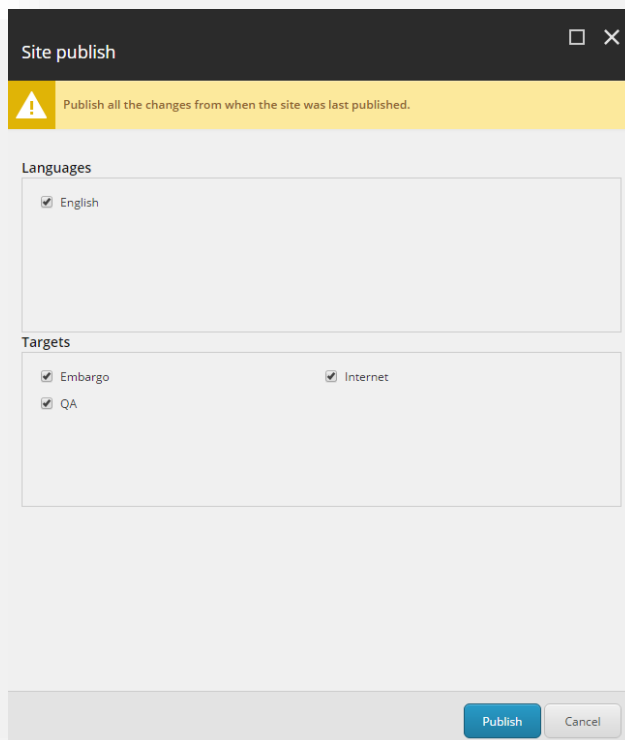 Site publish
Publish all the changes from when the site was last published.
Languages
English
Targets
Embargo Internet
QA
Publish Cancel